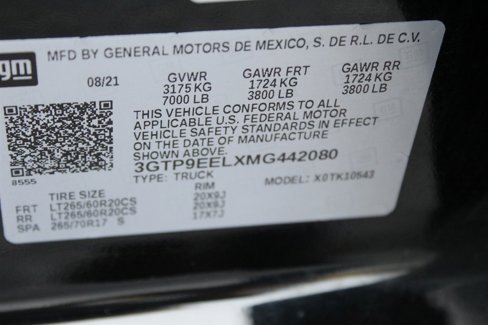 gm
MFD BY GENERAL MOTORS DE MEXICO, S. DE R.L. DE C.V.
08/21 GVWR GAWR FRT GAWR RR
3175 KG 1724 KG 1724 KG
7000 LB 3800 LB 3800 LB
THIS VEHICLE CONFORMS TO ALL
APPLICABLE U.S. FEDERAL MOTOR
VEHICLE SAFETY AND THEFT
PREVENTION STANDARDS IN EFFECT
ON THE DATE OF MANUFACTURE
SHOWN ABOVE.
3GTP9EELXMG442080
8555 TYPE: TRUCK MODEL: X0TK10543
TIRE SIZE RIM
FRT LT265/60R20CS 20X9J
RR LT265/60R20CS 20X9J
SPA 265/70R17 S 17X7J